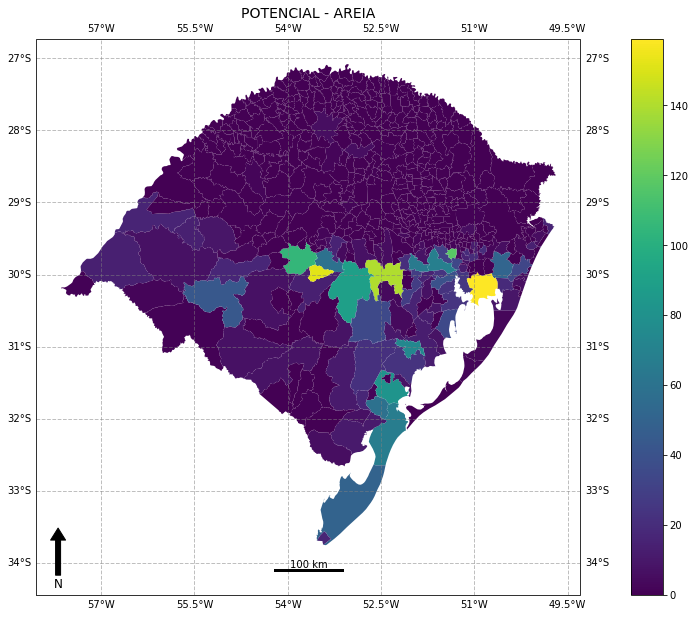 POTENCIAL - AREIA
57°W 55.5°W 54°W 52.5°W 51°W 49.5°W
27°S 27°S
28°S 28°S
29°S 29°S
30°S 30°S
31°S 31°S
32°S 32°S
33°S 33°S
34°S 34°S
57°W 55.5°W 54°W 52.5°W 51°W 49.5°W
N
100 km
140
120
100
80
60
40
20
0